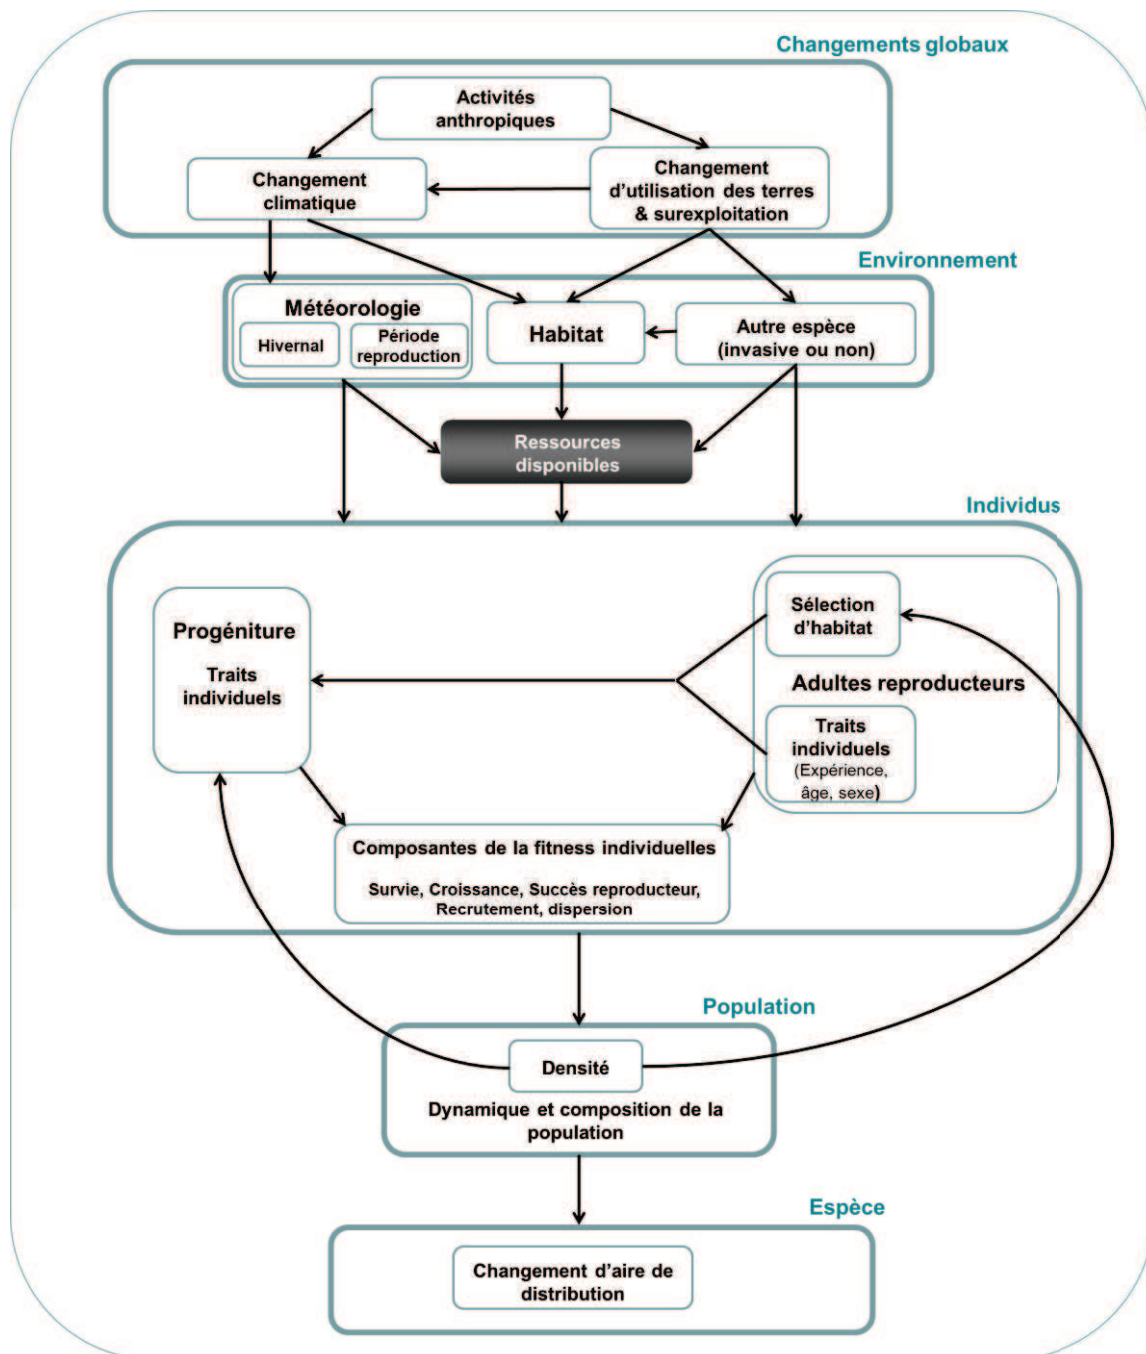 Changements globaux
Activités
anthropiques
Changement
climatique
Changement
d'utilisation des terres
& surexploitation
Environnement
Météorologie
Hivernal
Période
reproduction
Habitat
Autre espèce
(invasive ou non)
Ressources
disponibles
Individus
Progéniture
Traits
individuels
Sélection
d'habitat
Adultes reproducteurs
Traits
individuels
(Expérience,
âge, sexe)
Composantes de la fitness individuelles
Survie, Croissance, Succès reproducteur,
Recrutement, dispersion
Population
Densité
Dynamique et composition de la
population
Espèce
Changement d'aire de
distribution